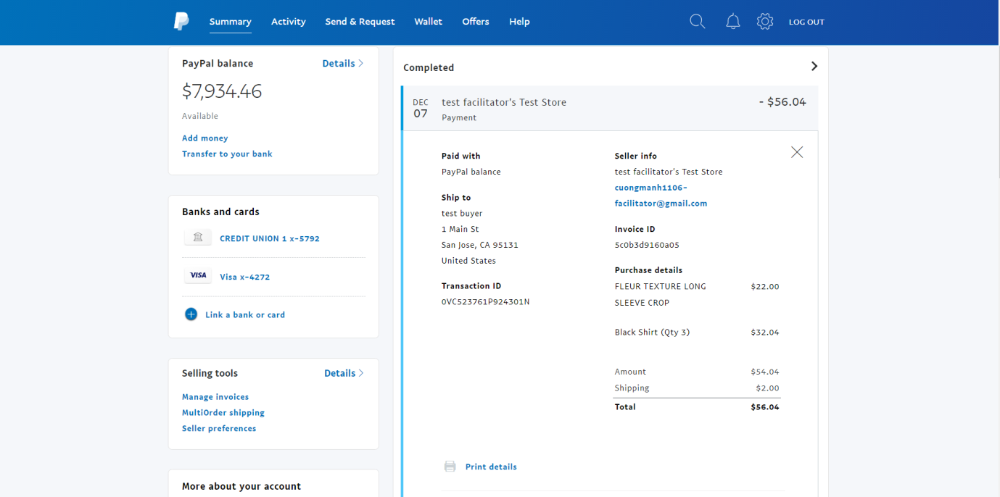 Summary
Activity
Send & Request
Wallet
Offers
Help
LOG OUT
PayPal balance
Details
$7,934.46
Available
Add money
Transfer to your bank
Banks and cards
CREDIT UNION 1 x-5792
VISA
Visa x-4272
Link a bank or card
Selling tools
Details
Manage invoices
MultiOrder shipping
Seller preferences
More about your account
Completed
DEC
07
test facilitator's Test Store
Payment
- $56.04
Paid with
PayPal balance
Ship to
test buyer
1 Main St
San Jose, CA 95131
United States
Transaction ID
0VC523761P924301N
Seller info
test facilitator's Test Store
cuongmanh1106-
facilitator@gmail.com
Invoice ID
5c0b3d9160a05
Purchase details
FLEUR TEXTURE LONG $22.00
SLEEVE CROP
Black Shirt (Qty 3) $32.04
Amount $54.04
Shipping $2.00
Total $56.04
Print details